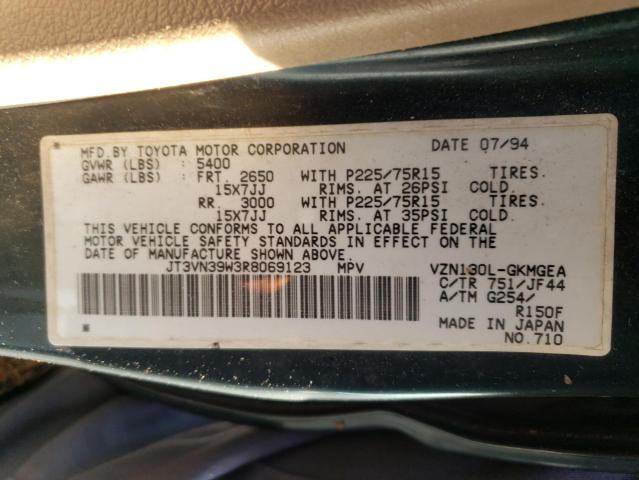 MFD.BY TOYOTA MOTOR CORPORATION DATE 07/94
GVWR (LBS) : 5400
GAWR (LBS) : FRT. 2650 WITH P225/75R15 TIRES.
15X7JJ RIMS. AT 26PSI COLD.
RR. 3000 WITH P225/75R15 TIRES.
15X7JJ RIMS. AT 35PSI COLD.
THIS VEHICLE CONFORMS TO ALL APPLICABLE FEDERAL
MOTOR VEHICLE SAFETY STANDARDS IN EFFECT ON THE
DATE OF MANUFACTURE SHOWN ABOVE.
JT3VN39W3R8069123 MPV VZN130L-GKMGEA
C/TR 751/JF44
A/TM G254/
R150F
MADE IN JAPAN
NO.710